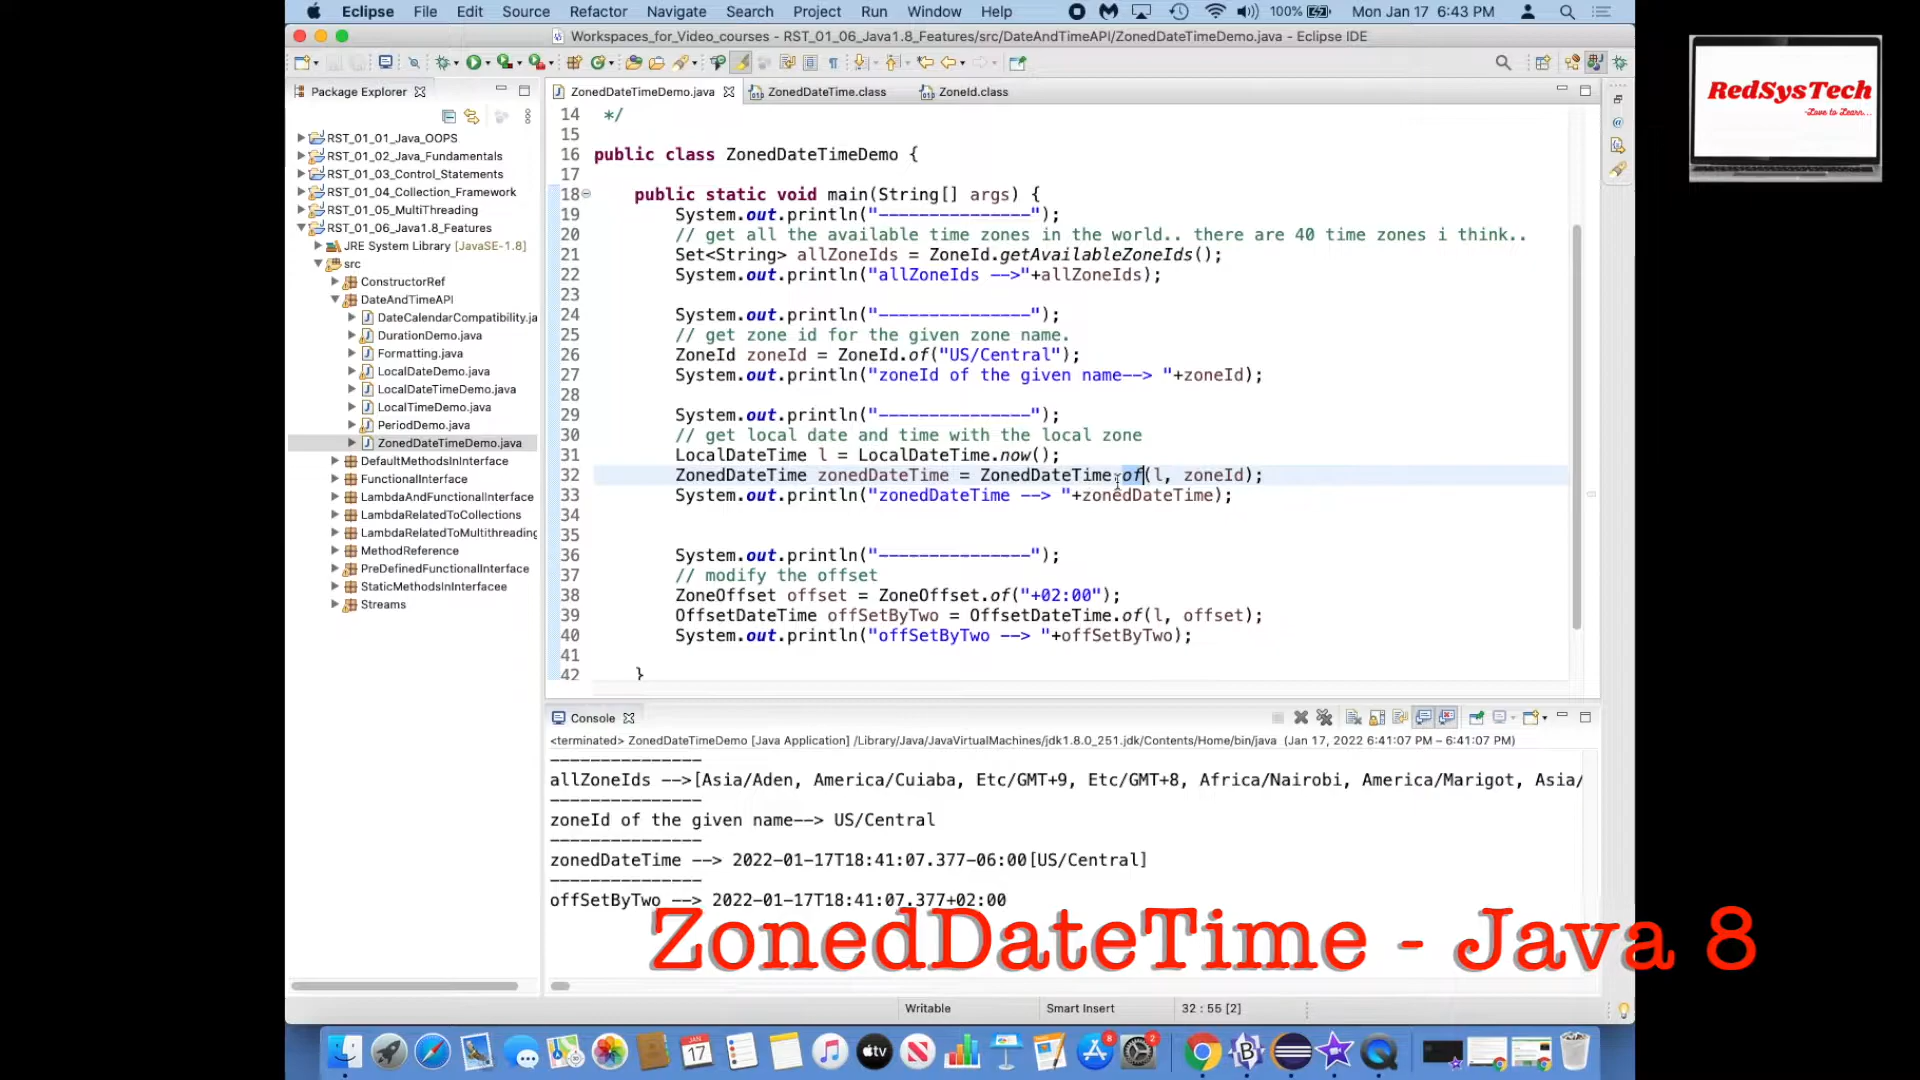 Eclipse File Edit Source Refactor Navigate Search Project Run Window Help 100% Mon Jan 17 6:43 PM
Workspaces_for_Video_courses - RST_01_06_Java1.8_Features/src/DateAndTimeAPI/ZonedDateTimeDemo.java - Eclipse IDE
RedSysTech
-Love to Learn...
Package Explorer
RST_01_01_Java_OOPS
RST_01_02_Java_Fundamentals
RST_01_03_Control_Statements
RST_01_04_Collection_Framework
RST_01_05_MultiThreading
RST_01_06_Java1.8_Features
JRE System Library [JavaSE-1.8]
src
ConstructorRef
DateAndTimeAPI
DateCalendarCompatibility.ja
DurationDemo.java
Formatting.java
LocalDateDemo.java
LocalDateTimeDemo.java
LocalTimeDemo.java
PeriodDemo.java
ZonedDateTimeDemo.java
DefaultMethodsInInterface
FunctionalInterface
LambdaAndFunctionalInterface
LambdaRelatedToCollections
LambdaRelatedToMultithreading
MethodReference
PreDefinedFunctionalInterface
StaticMethodsInInterfacee
Streams
ZonedDateTimeDemo.java ZonedDateTime.class ZoneId.class
14 */
15
16 public class ZonedDateTimeDemo {
17
18 public static void main(String[] args) {
19 System.out.println("---------------");
20 // get all the available time zones in the world.. there are 40 time zones i think..
21 Set<String> allZoneIds = ZoneId.getAvailableZoneIds();
22 System.out.println("allZoneIds -->"+allZoneIds);
23
24 System.out.println("---------------");
25 // get zone id for the given zone name.
26 ZoneId zoneId = ZoneId.of("US/Central");
27 System.out.println("zoneId of the given name--> "+zoneId);
28
29 System.out.println("---------------");
30 // get local date and time with the local zone
31 LocalDateTime l = LocalDateTime.now();
32 ZonedDateTime zonedDateTime = ZonedDateTime.of(l, zoneId);
33 System.out.println("zonedDateTime --> "+zonedDateTime);
34
35
36 System.out.println("---------------");
37 // modify the offset
38 ZoneOffset offset = ZoneOffset.of("+02:00");
39 OffsetDateTime offSetByTwo = OffsetDateTime.of(l, offset);
40 System.out.println("offSetByTwo --> "+offSetByTwo);
41
42 }
Console
<terminated> ZonedDateTimeDemo [Java Application] /Library/Java/JavaVirtualMachines/jdk1.8.0_251.jdk/Contents/Home/bin/java (Jan 17, 2022 6:41:07 PM – 6:41:07 PM)
---------------
allZoneIds -->[Asia/Aden, America/Cuiaba, Etc/GMT+9, Etc/GMT+8, Africa/Nairobi, America/Marigot, Asia/
---------------
zoneId of the given name--> US/Central
---------------
zonedDateTime --> 2022-01-17T18:41:07.377-06:00[US/Central]
---------------
offSetByTwo --> 2022-01-17T18:41:07.377+02:00
ZonedDateTime - Java 8
Writable Smart Insert 32 : 55 [2]
JAN
17
tv
8
2